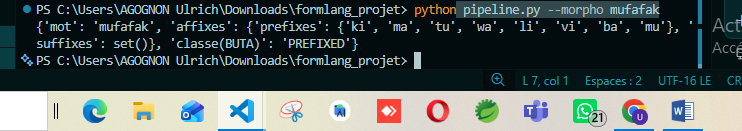 PS C:\Users\AGOGNON Ulrich\Downloads\formlang_projet> python pipeline.py --morpho mufafak
{'mot': 'mufafak', 'affixes': {'prefixes': {'ki', 'ma', 'tu', 'wa', 'li', 'vi', 'ba', 'mu'}, '
suffixes': set()}, 'classe(BUTA)': 'PREFIXED'}
PS C:\Users\AGOGNON Ulrich\Downloads\formlang_projet>
Acti
Accé
L 7, col 1 Espaces : 2 UTF-16 LE CR
21
U